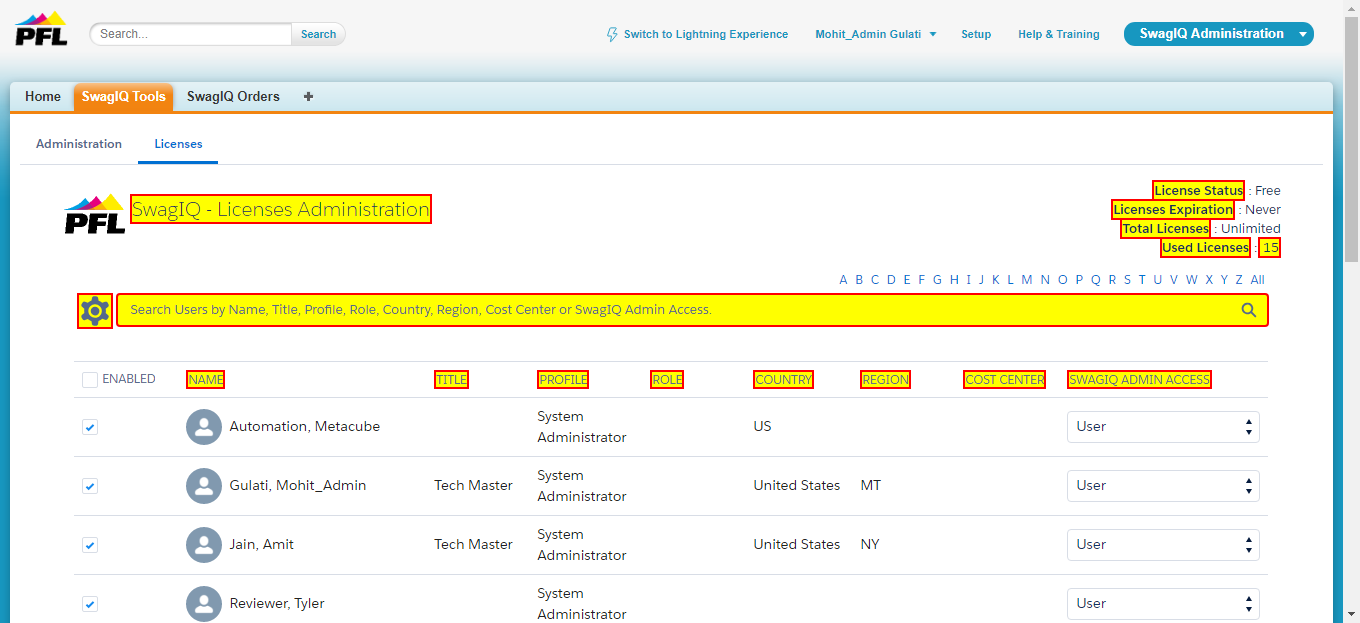 PFL
Search...
Search
Switch to Lightning Experience
Mohit_Admin Gulati
Setup
Help & Training
SwagIQ Administration
Home
SwagIQ Tools
SwagIQ Orders
+
Administration
Licenses
PFL
SwagIQ - Licenses Administration
License Status : Free
Licenses Expiration : Never
Total Licenses : Unlimited
Used Licenses : 15
A B C D E F G H I J K L M N O P Q R S T U V W X Y Z All
Search Users by Name, Title, Profile, Role, Country, Region, Cost Center or SwagIQ Admin Access.
ENABLED NAME TITLE PROFILE ROLE COUNTRY REGION COST CENTER SWAGIQ ADMIN ACCESS
Automation, Metacube System Administrator US User
Gulati, Mohit_Admin Tech Master System Administrator United States MT User
Jain, Amit Tech Master System Administrator United States NY User
Reviewer, Tyler System Administrator User